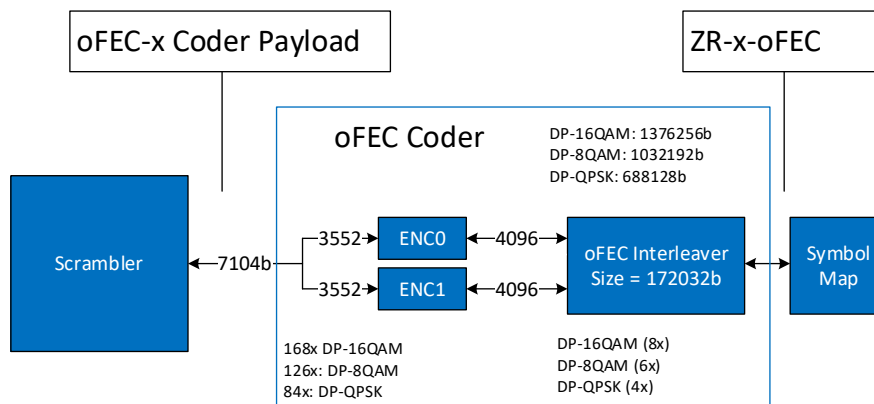 oFEC-x Coder Payload
ZR-x-oFEC
oFEC Coder
DP-16QAM: 1376256b
DP-8QAM: 1032192b
DP-QPSK: 688128b
Scrambler
7104b
3552
ENC0
4096
3552
ENC1
4096
oFEC Interleaver
Size = 172032b
Symbol
Map
168x DP-16QAM
126x: DP-8QAM
84x: DP-QPSK
DP-16QAM (8x)
DP-8QAM (6x)
DP-QPSK (4x)